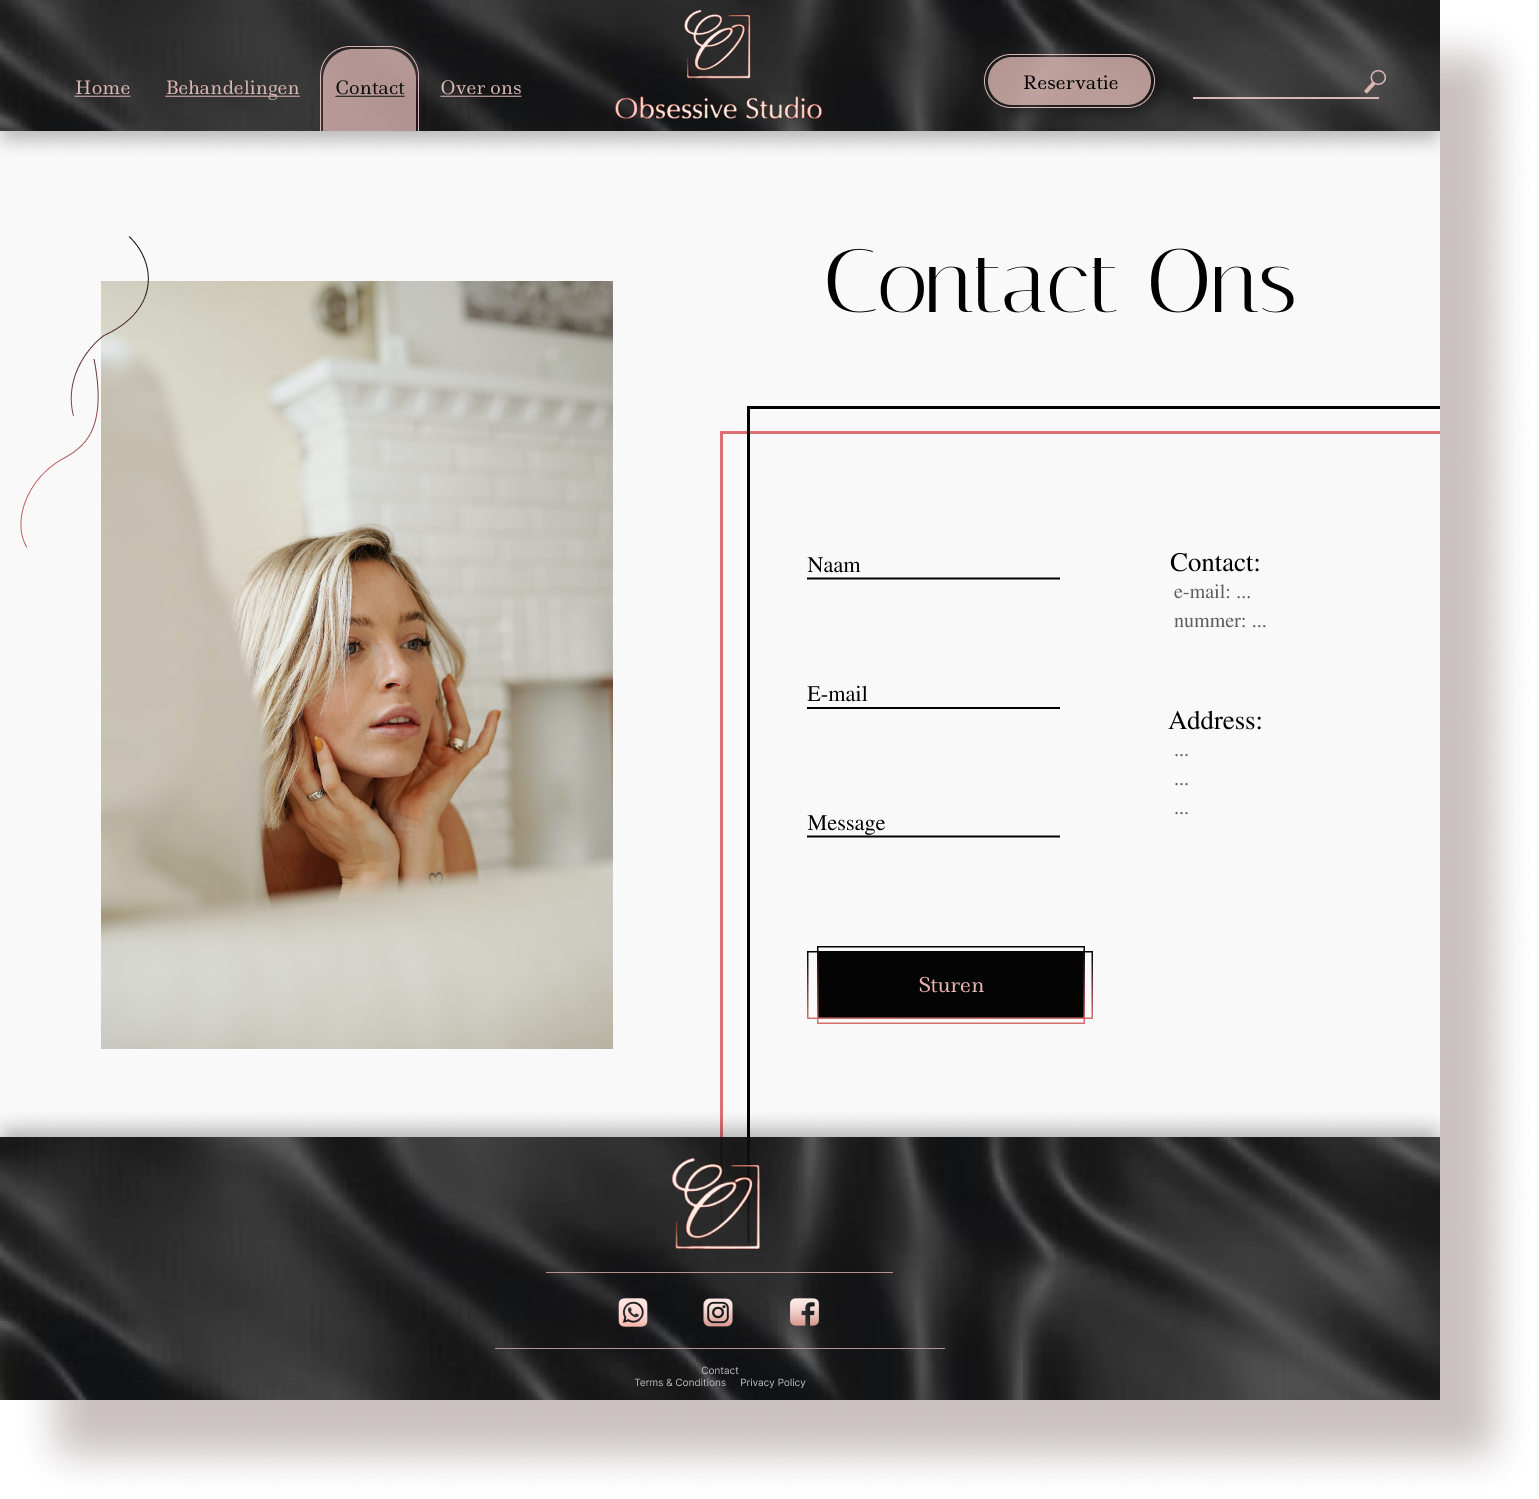 Home Behandelingen Contact Over ons
Obsessive Studio
Reservatie
Contact Ons
Naam
E-mail
Message
Sturen
Contact:
e-mail: ...
nummer: ...
Address:
...
...
...
Contact
Terms & Conditions Privacy Policy